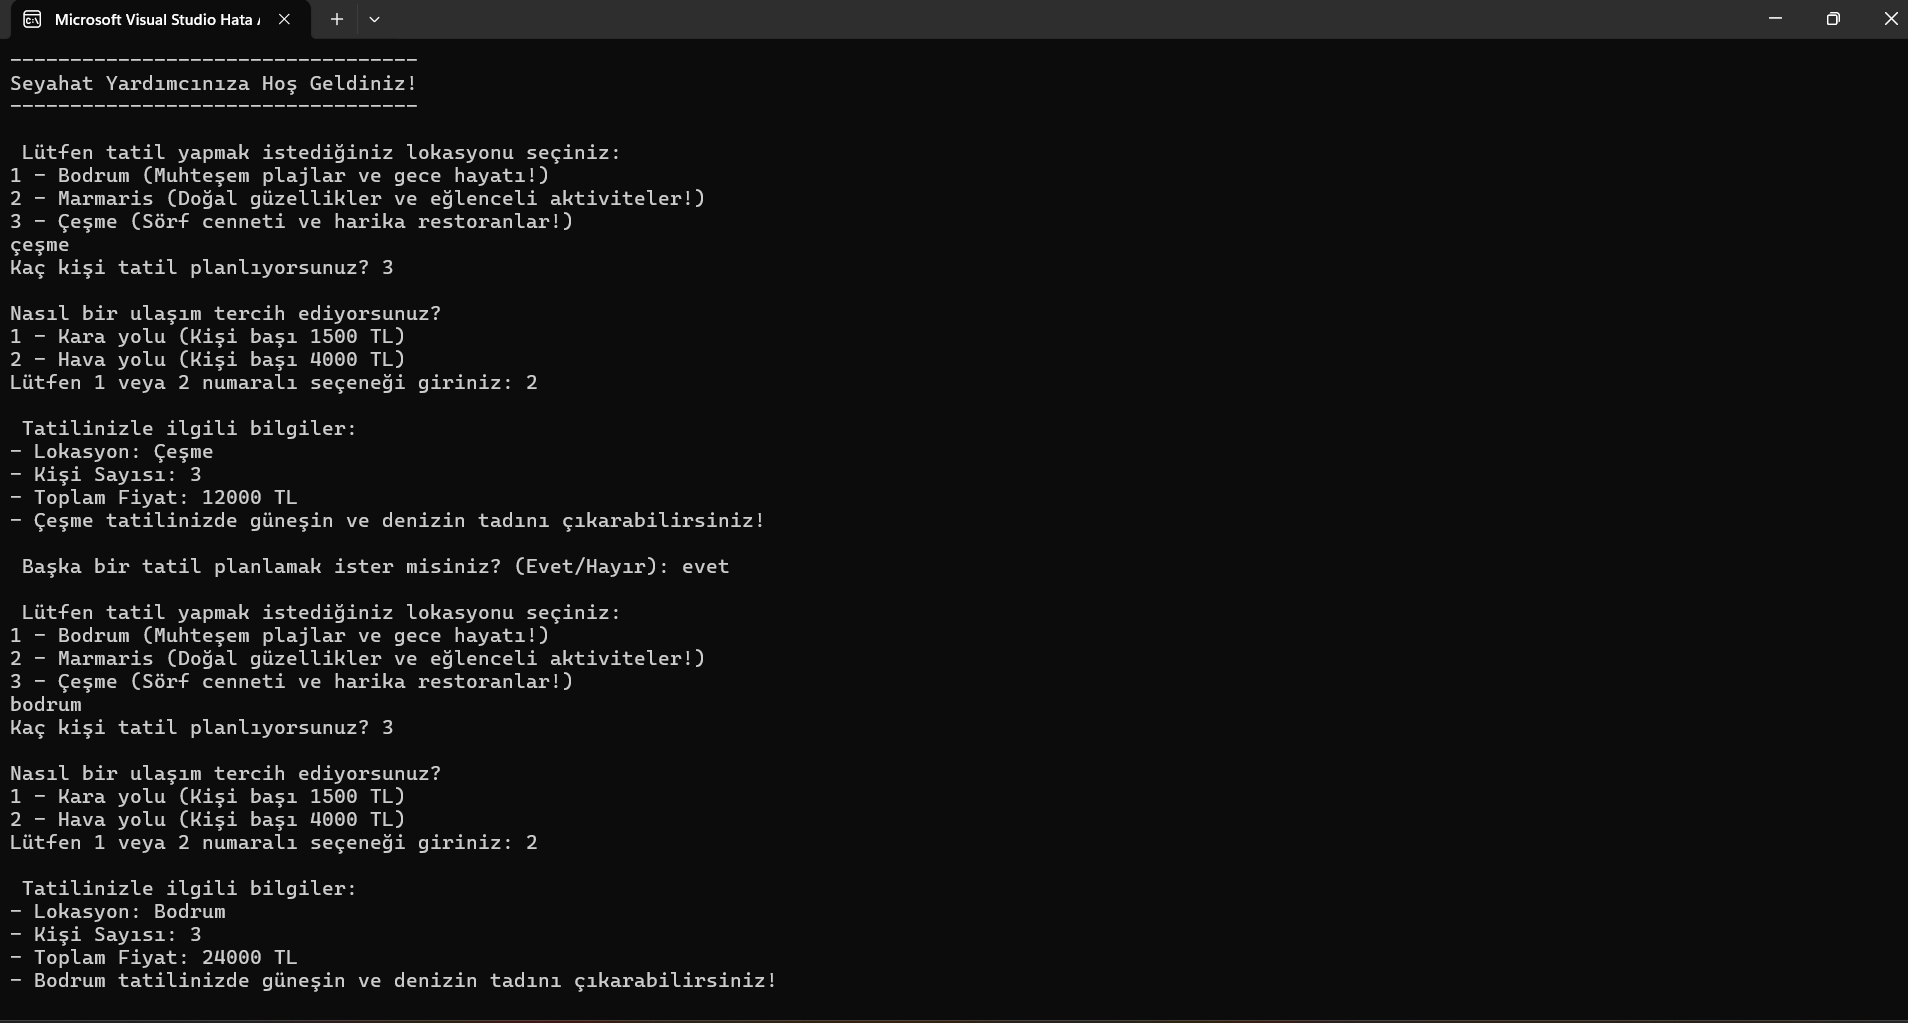 Microsoft Visual Studio Hata
---------------------------------
Seyahat Yardımcınıza Hoş Geldiniz!
---------------------------------
Lütfen tatil yapmak istediğiniz lokasyonu seçiniz:
1 - Bodrum (Muhteşem plajlar ve gece hayatı!)
2 - Marmaris (Doğal güzellikler ve eğlenceli aktiviteler!)
3 - Çeşme (Sörf cenneti ve harika restoranlar!)
çeşme
Kaç kişi tatil planlıyorsunuz? 3
Nasıl bir ulaşım tercih ediyorsunuz?
1 - Kara yolu (Kişi başı 1500 TL)
2 - Hava yolu (Kişi başı 4000 TL)
Lütfen 1 veya 2 numaralı seçeneği giriniz: 2
Tatilinizle ilgili bilgiler:
- Lokasyon: Çeşme
- Kişi Sayısı: 3
- Toplam Fiyat: 12000 TL
- Çeşme tatilinizde güneşin ve denizin tadını çıkarabilirsiniz!
Başka bir tatil planlamak ister misiniz? (Evet/Hayır): evet
Lütfen tatil yapmak istediğiniz lokasyonu seçiniz:
1 - Bodrum (Muhteşem plajlar ve gece hayatı!)
2 - Marmaris (Doğal güzellikler ve eğlenceli aktiviteler!)
3 - Çeşme (Sörf cenneti ve harika restoranlar!)
bodrum
Kaç kişi tatil planlıyorsunuz? 3
Nasıl bir ulaşım tercih ediyorsunuz?
1 - Kara yolu (Kişi başı 1500 TL)
2 - Hava yolu (Kişi başı 4000 TL)
Lütfen 1 veya 2 numaralı seçeneği giriniz: 2
Tatilinizle ilgili bilgiler:
- Lokasyon: Bodrum
- Kişi Sayısı: 3
- Toplam Fiyat: 24000 TL
- Bodrum tatilinizde güneşin ve denizin tadını çıkarabilirsiniz!